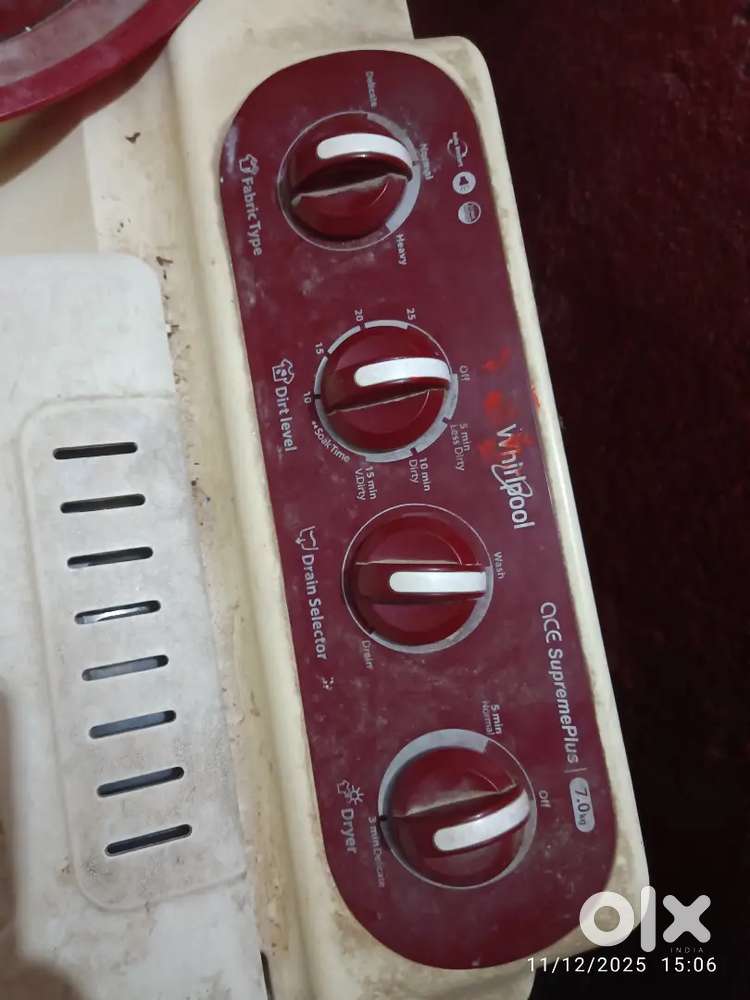 Whirlpool
ACE SupremePlus | 7.0 kg
Delicate
Normal
Heavy
Fabric Type
Off
5 min
Less Dirty
10 min
Dirty
15 min
V.Dirty
Soak Time
10
15
20
25
Dirt level
Wash
Drain
Drain Selector
Off
5 min
Normal
3 min Delicate
Dryer
olx
INDIA
11/12/2025 15:06